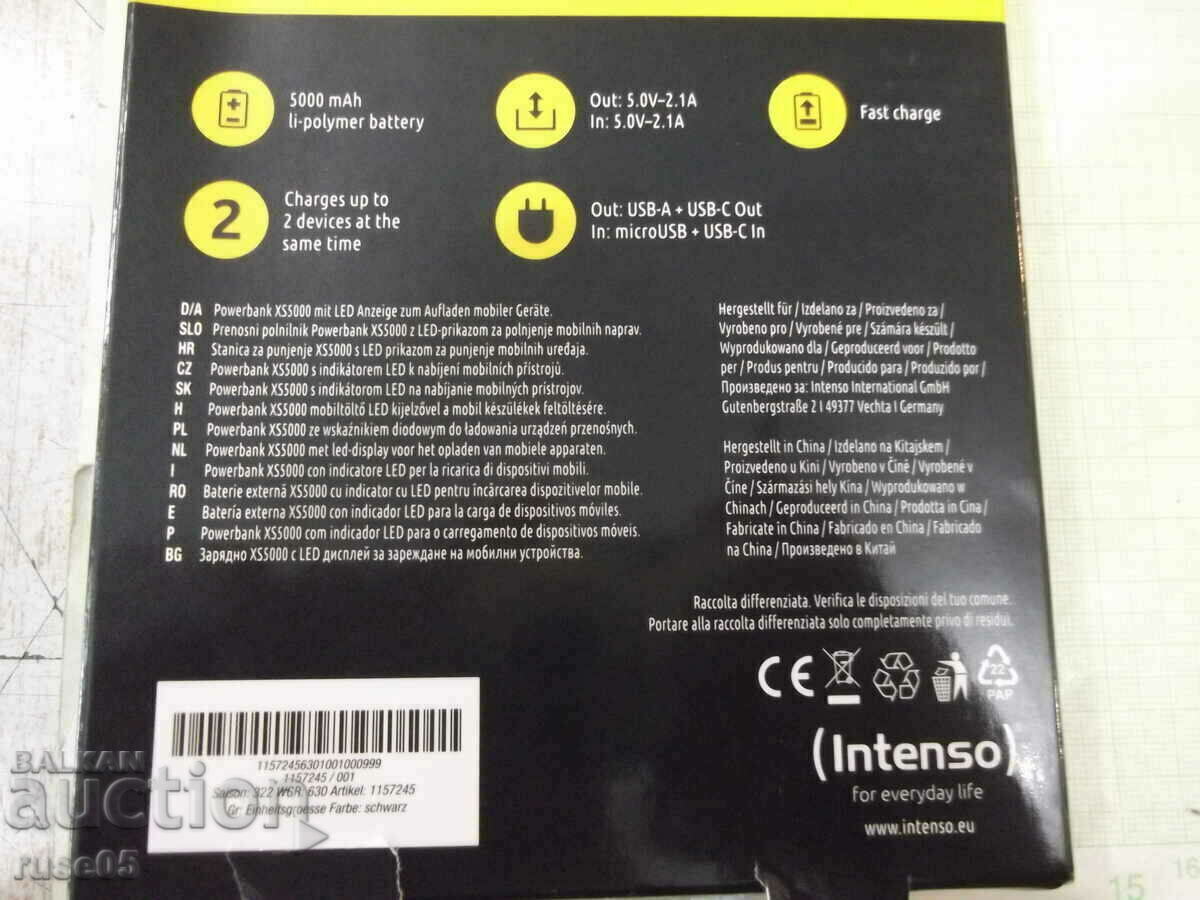 5000 mAh
li-polymer battery
Out: 5.0V–2.1A
In: 5.0V–2.1A
Fast charge
2
Charges up to
2 devices at the
same time
Out: USB-A + USB-C Out
In: microUSB + USB-C In
D/A Powerbank XS5000 mit LED Anzeige zum Aufladen mobiler Geräte.
SLO Prenosni polnilnik Powerbank XS5000 z LED-prikazom za polnjenje mobilnih naprav.
HR Stanica za punjenje XS5000 s LED prikazom za punjenje mobilnih uređaja.
CZ Powerbank XS5000 s indikátorem LED k nabíjení mobilních přístrojů.
SK Powerbank XS5000 s indikátorom LED na nabíjanie mobilných prístrojov.
H Powerbank XS5000 mobiltöltő LED kijelzővel a mobil készülékek feltöltésére.
PL Powerbank XS5000 ze wskaźnikiem diodowym do ładowania urządzeń przenośnych.
NL Powerbank XS5000 met led-display voor het opladen van mobiele apparaten.
I Powerbank XS5000 con indicatore LED per la ricarica di dispositivi mobili.
RO Baterie externă XS5000 cu indicator cu LED pentru încărcarea dispozitivelor mobile.
E Batería externa XS5000 con indicador LED para la carga de dispositivos móviles.
P Powerbank XS5000 com indicador LED para o carregamento de dispositivos móveis.
BG Зарядно XS5000 с LED дисплей за зареждане на мобилни устройства.
Hergestellt für / Izdelano za / Proizvedeno za /
Vyrobeno pro / Vyrobené pre / Számára készült /
Wyprodukowano dla / Geproduceerd voor / Prodotto
per / Produs pentru / Producido para / Produzido por /
Произведено за: Intenso International GmbH
Gutenbergstraße 2 I 49377 Vechta I Germany
Hergestellt in China / Izdelano na Kitajskem /
Proizvedeno u Kini / Vyrobeno v Číně / Vyrobené v
Číne / Származási hely Kína / Wyprodukowano w
Chinach / Geproduceerd in China / Prodotta in Cina /
Fabricate in China / Fabricado en China / Fabricado
na China / Произведено в Китай
Raccolta differenziata. Verifica le disposizioni del tuo comune.
Portare alla raccolta differenziata solo completamente privo di residui.
CE
22
PAP
(Intenso)
for everyday life
www.intenso.eu
11572456301001000999
1157245 / 001
Saison: 322 WGR: 630 Artikel: 1157245
Gr: Einheitsgroesse Farbe: schwarz
BALKAN
auction
ruse05
15
16